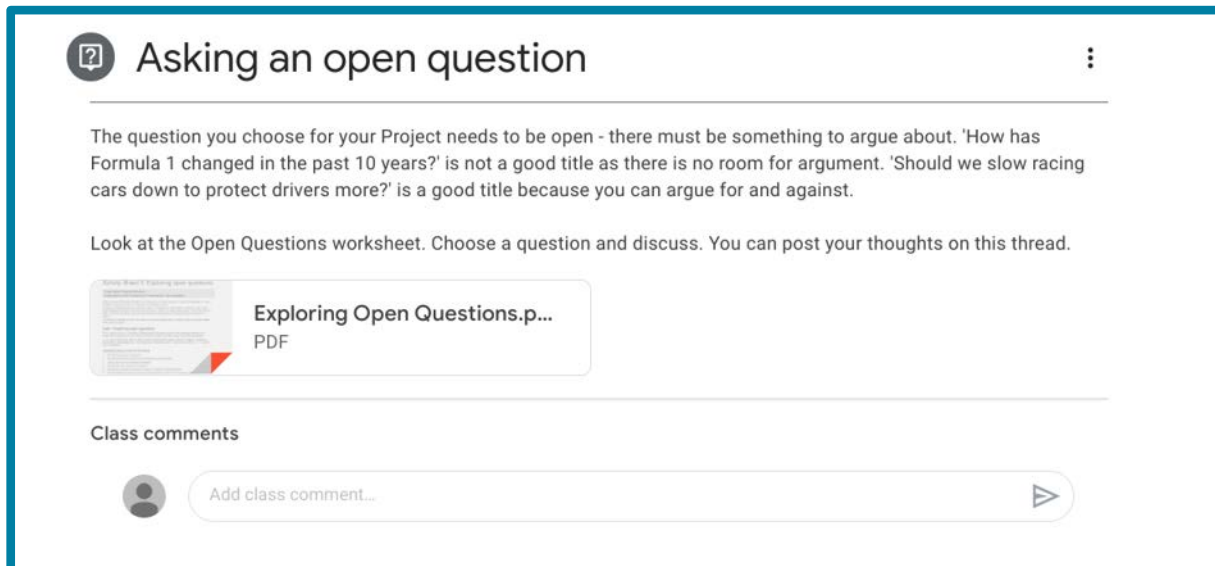 Asking an open question
The question you choose for your Project needs to be open - there must be something to argue about. 'How has
Formula 1 changed in the past 10 years?' is not a good title as there is no room for argument. 'Should we slow racing
cars down to protect drivers more?' is a good title because you can argue for and against.
Look at the Open Questions worksheet. Choose a question and discuss. You can post your thoughts on this thread.
Exploring Open Questions.p...
PDF
Class comments
Add class comment...